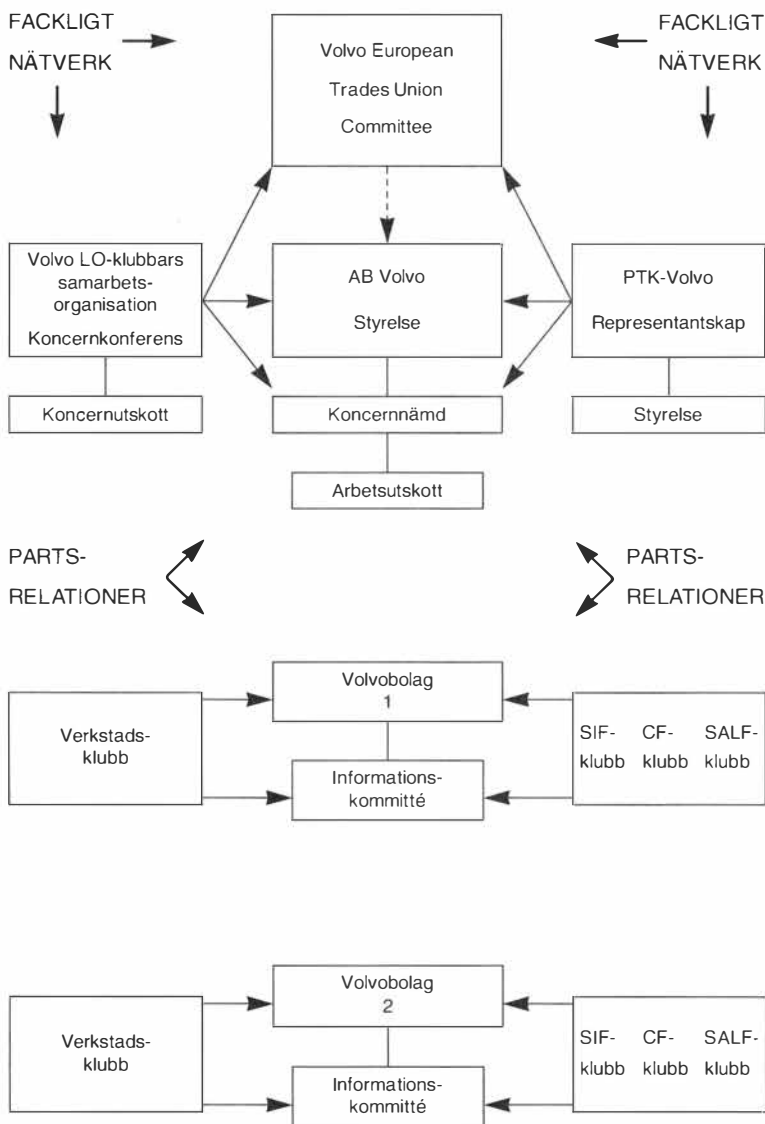 FACKLIGT
NÄTVERK
Volvo European
Trades Union
Committee
FACKLIGT
NÄTVERK
Volvo LO-klubbars
samarbets-
organisation
Koncernkonferens
AB Volvo
Styrelse
PTK-Volvo
Representantskap
Koncernutskott
Koncernnämd
Styrelse
Arbetsutskott
PARTS-
RELATIONER
PARTS-
RELATIONER
Verkstads-
klubb
Volvobolag
1
Informations-
kommitté
SIF- CF- SALF-
klubb klubb klubb
Verkstads-
klubb
Volvobolag
2
Informations-
kommitté
SIF- CF- SALF-
klubb klubb klubb